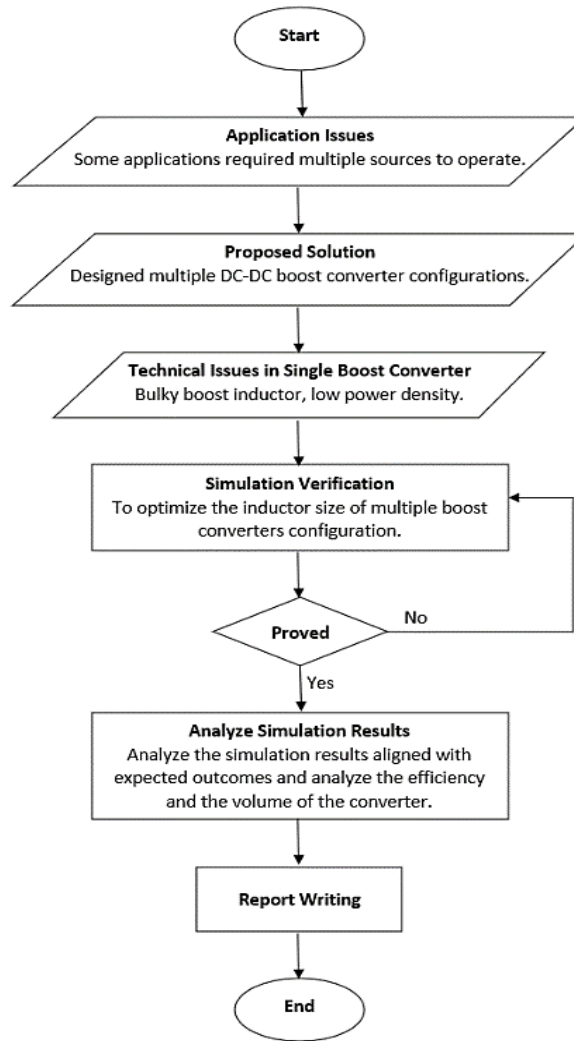 Start
Application Issues
Some applications required multiple sources to operate.
Proposed Solution
Designed multiple DC-DC boost converter configurations.
Technical Issues in Single Boost Converter
Bulky boost inductor, low power density.
Simulation Verification
To optimize the inductor size of multiple boost
converters configuration.
Proved
No
Yes
Analyze Simulation Results
Analyze the simulation results aligned with
expected outcomes and analyze the efficiency
and the volume of the converter.
Report Writing
End